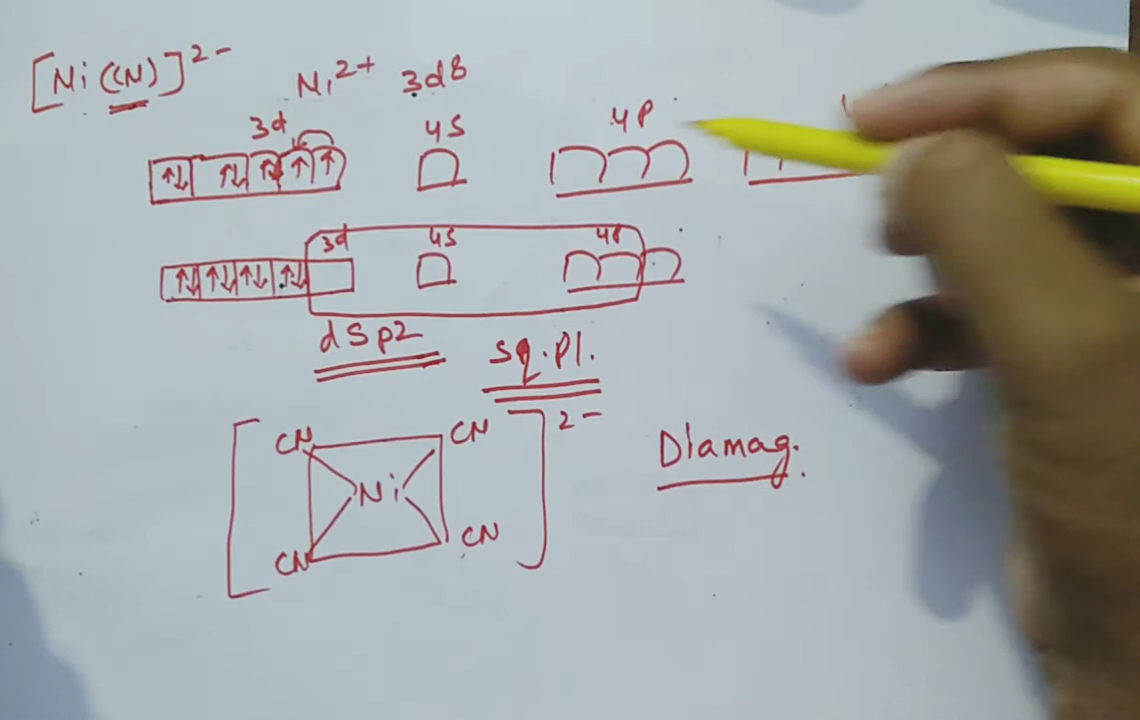 [Ni(CN)]2-
Ni2+ 3d8
3d 4S 4P
3d 4S 4P
dSp2 sq.pl.
[CN CN]2-
Ni
CN CN
Diamag.